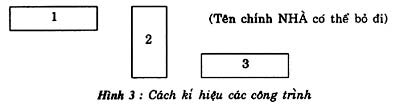 1
2
3
(Tên chính NHÀ có thể bỏ đi)
Hình 3 : Cách kí hiệu các công trình